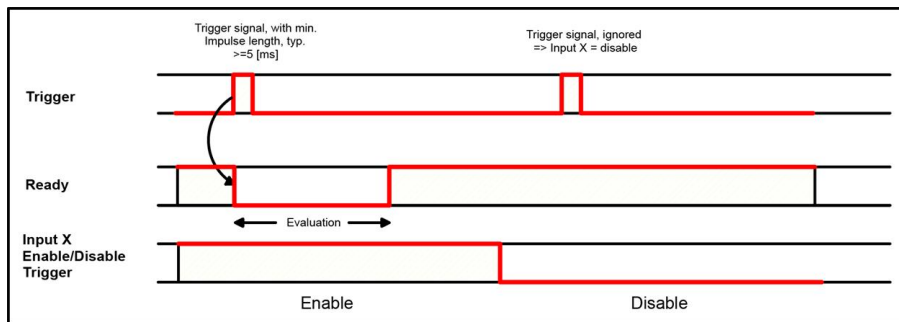 Trigger signal, with min.
Impulse length, typ.
>=5 [ms]
Trigger signal, ignored
=> Input X = disable
Trigger
Ready
Evaluation
Input X
Enable/Disable
Trigger
Enable
Disable